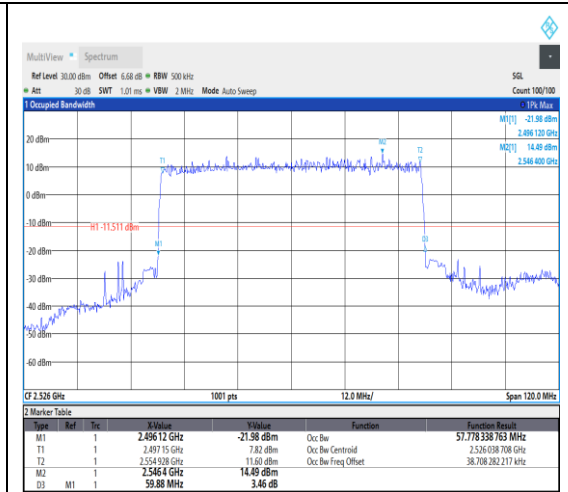 MultiView Spectrum
Ref Level 30.00 dBm Offset 6.68 dB RBW 500 kHz SGL
Att 30 dB SWT 1.01 ms VBW 2 MHz Mode Auto Sweep Count 100/100
1 Occupied Bandwidth 1Pk Max
M1[1] -21.98 dBm
2.496 120 GHz
M2[1] 14.49 dBm
2.546 400 GHz
20 dBm
M2
T1
T2
10 dBm
0 dBm
-10 dBm
H1 -11.511 dBm
D3
M1
-20 dBm
-30 dBm
-40 dBm
-50 dBm
-60 dBm
CF 2.526 GHz 1001 pts 12.0 MHz/ Span 120.0 MHz
2 Marker Table
Type Ref Trc X-Value Y-Value Function Function Result
M1 1 2.496 12 GHz -21.98 dBm Occ Bw 57.778 338 763 MHz
T1 1 2.497 15 GHz 7.82 dBm Occ Bw Centroid 2.526 038 708 GHz
T2 1 2.554 928 GHz 11.60 dBm Occ Bw Freq Offset 38.708 282 217 kHz
M2 1 2.546 4 GHz 14.49 dBm
D3 M1 1 59.88 MHz 3.46 dB